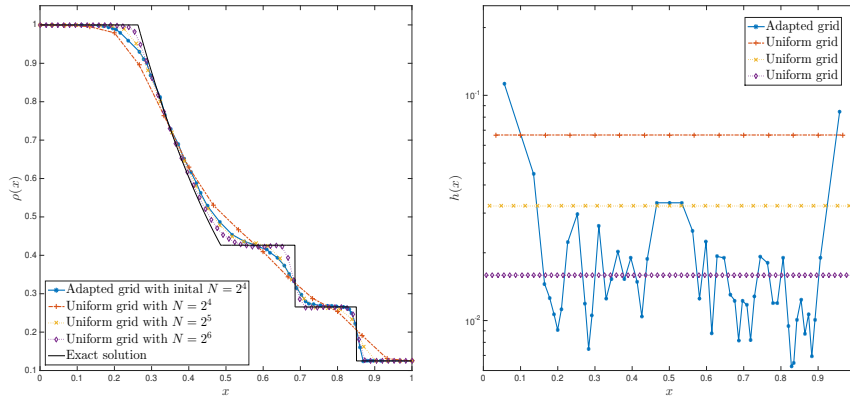 1
0.9
0.8
0.7
0.6
0.5
0.4
0.3
0.2
0.1
ρ(x)
0 0.1 0.2 0.3 0.4 0.5 0.6 0.7 0.8 0.9 1
x
Adapted grid with inital N = 2^4
Uniform grid with N = 2^4
Uniform grid with N = 2^5
Uniform grid with N = 2^6
Exact solution
10^-1
10^-2
h(x)
0 0.1 0.2 0.3 0.4 0.5 0.6 0.7 0.8 0.9 1
x
Adapted grid
Uniform grid
Uniform grid
Uniform grid